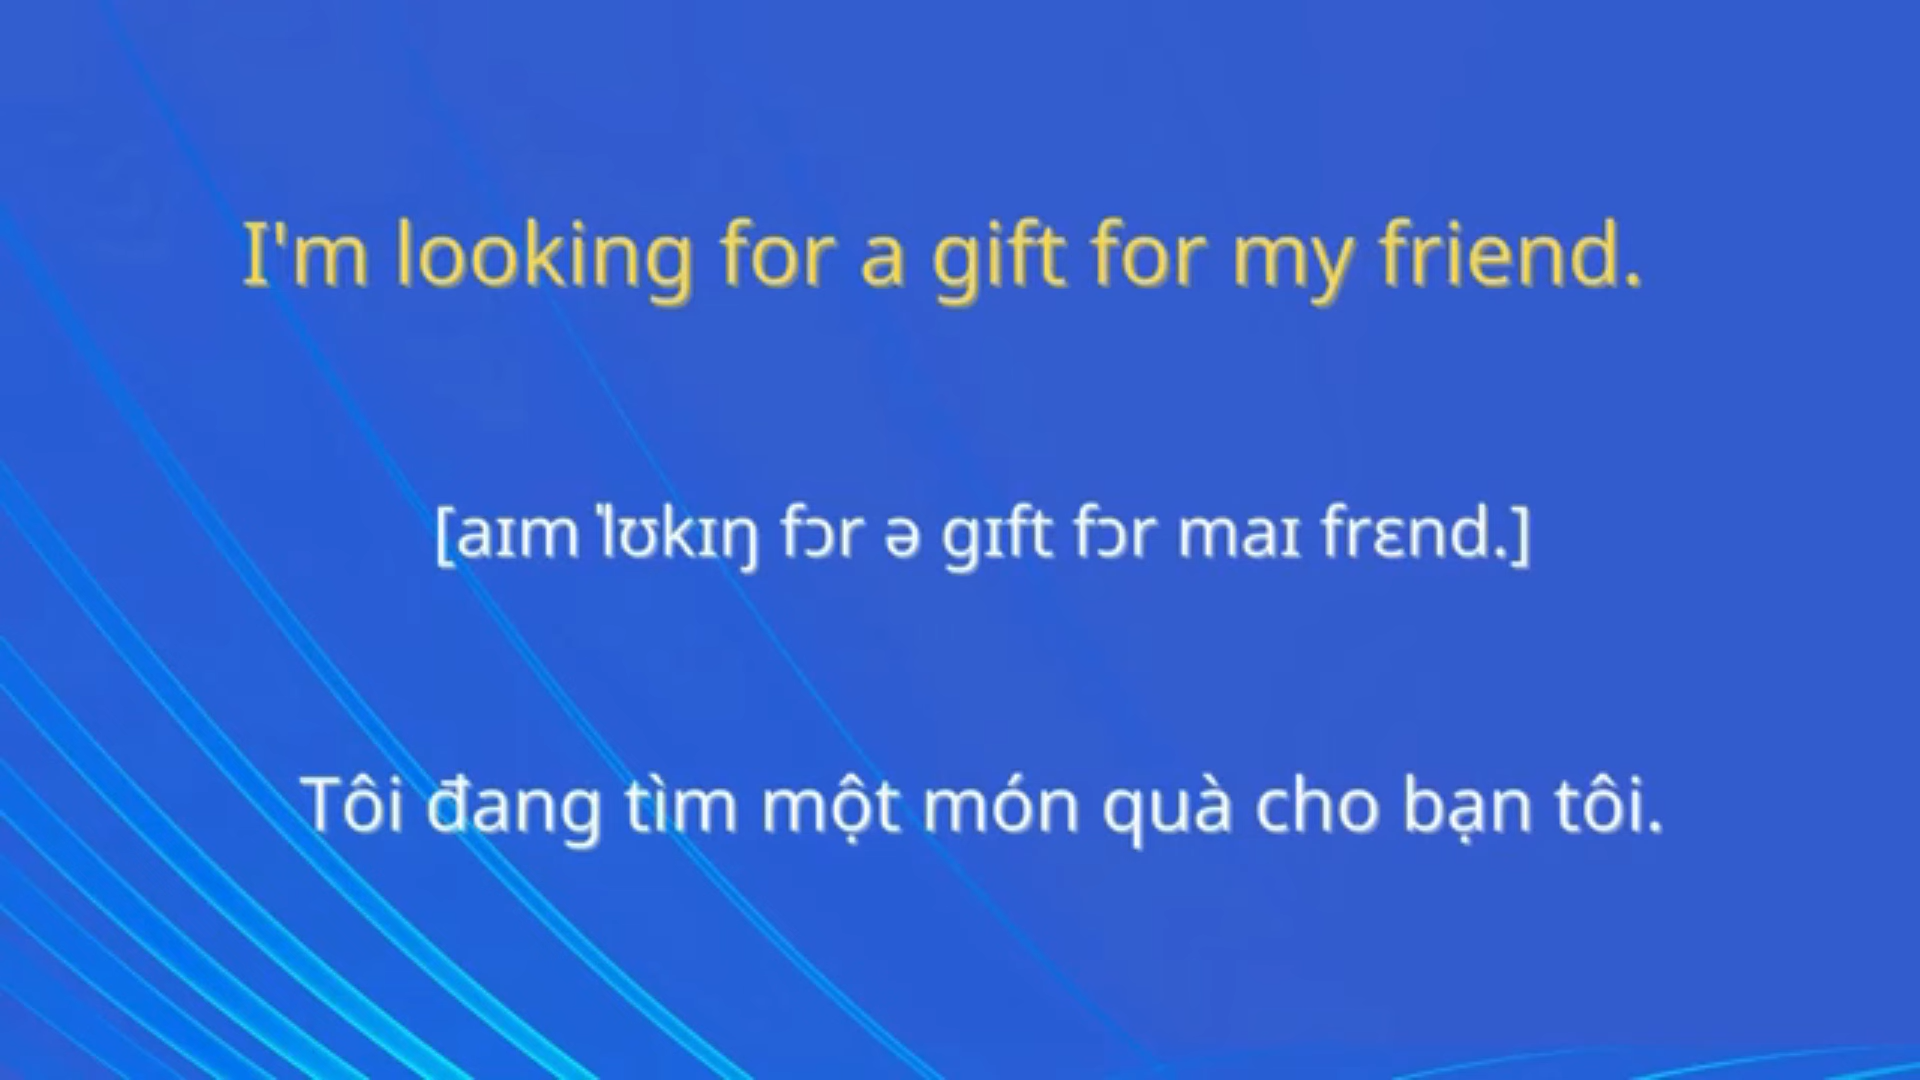 I'm looking for a gift for my friend.
[aɪm ˈlʊkɪŋ fɔr ə gɪft fɔr maɪ frɛnd.]
Tôi đang tìm một món quà cho bạn tôi.